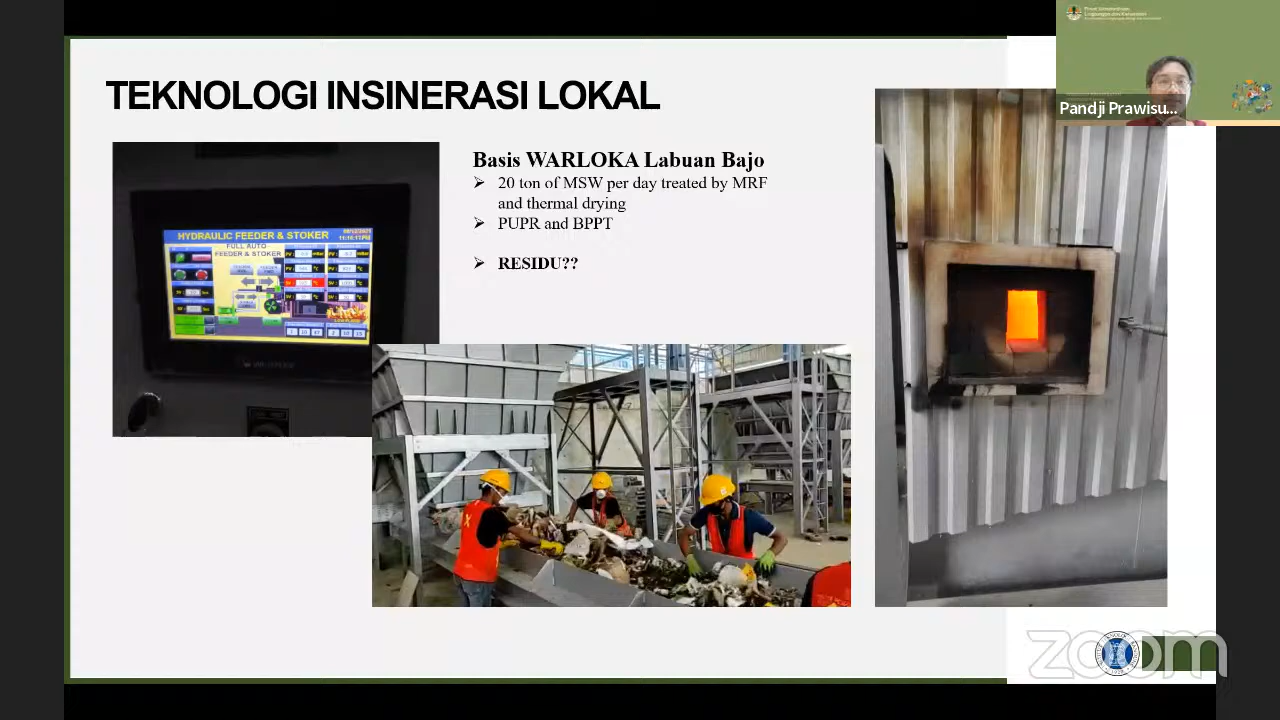 TEKNOLOGI INSINERASI LOKAL
Pandji Prawisu...
Basis WARLOKA Labuan Bajo
20 ton of MSW per day treated by MRF
and thermal drying
PUPR and BPPT
RESIDU??
HYDRAULIC FEEDER & STOKER
FULL AUTO
FEEDER & STOKER
zoom